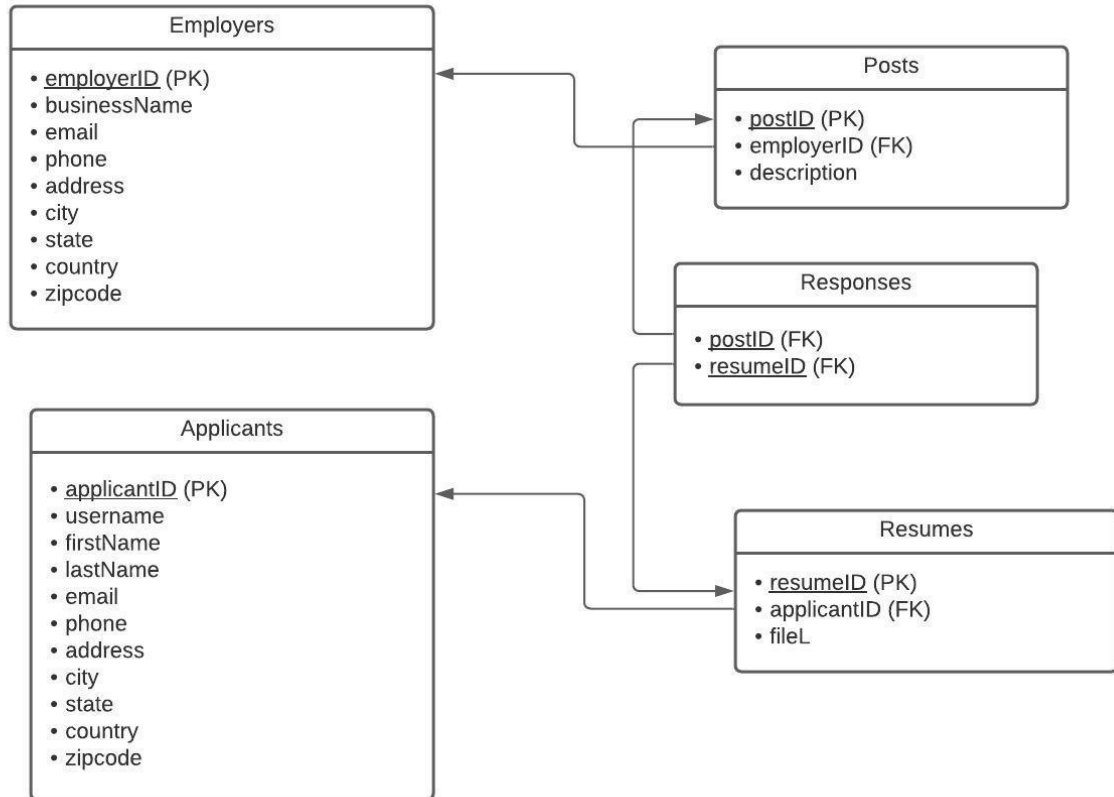 Employers
• employerID (PK)
• businessName
• email
• phone
• address
• city
• state
• country
• zipcode
Posts
• postID (PK)
• employerID (FK)
• description
Responses
• postID (FK)
• resumeID (FK)
Applicants
• applicantID (PK)
• username
• firstName
• lastName
• email
• phone
• address
• city
• state
• country
• zipcode
Resumes
• resumeID (PK)
• applicantID (FK)
• fileL